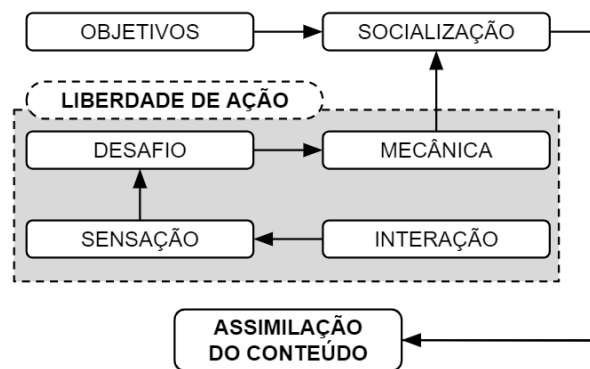 OBJETIVOS
SOCIALIZAÇÃO
LIBERDADE DE AÇÃO
DESAFIO
MECÂNICA
SENSAÇÃO
INTERAÇÃO
ASSIMILAÇÃO
DO CONTEÚDO